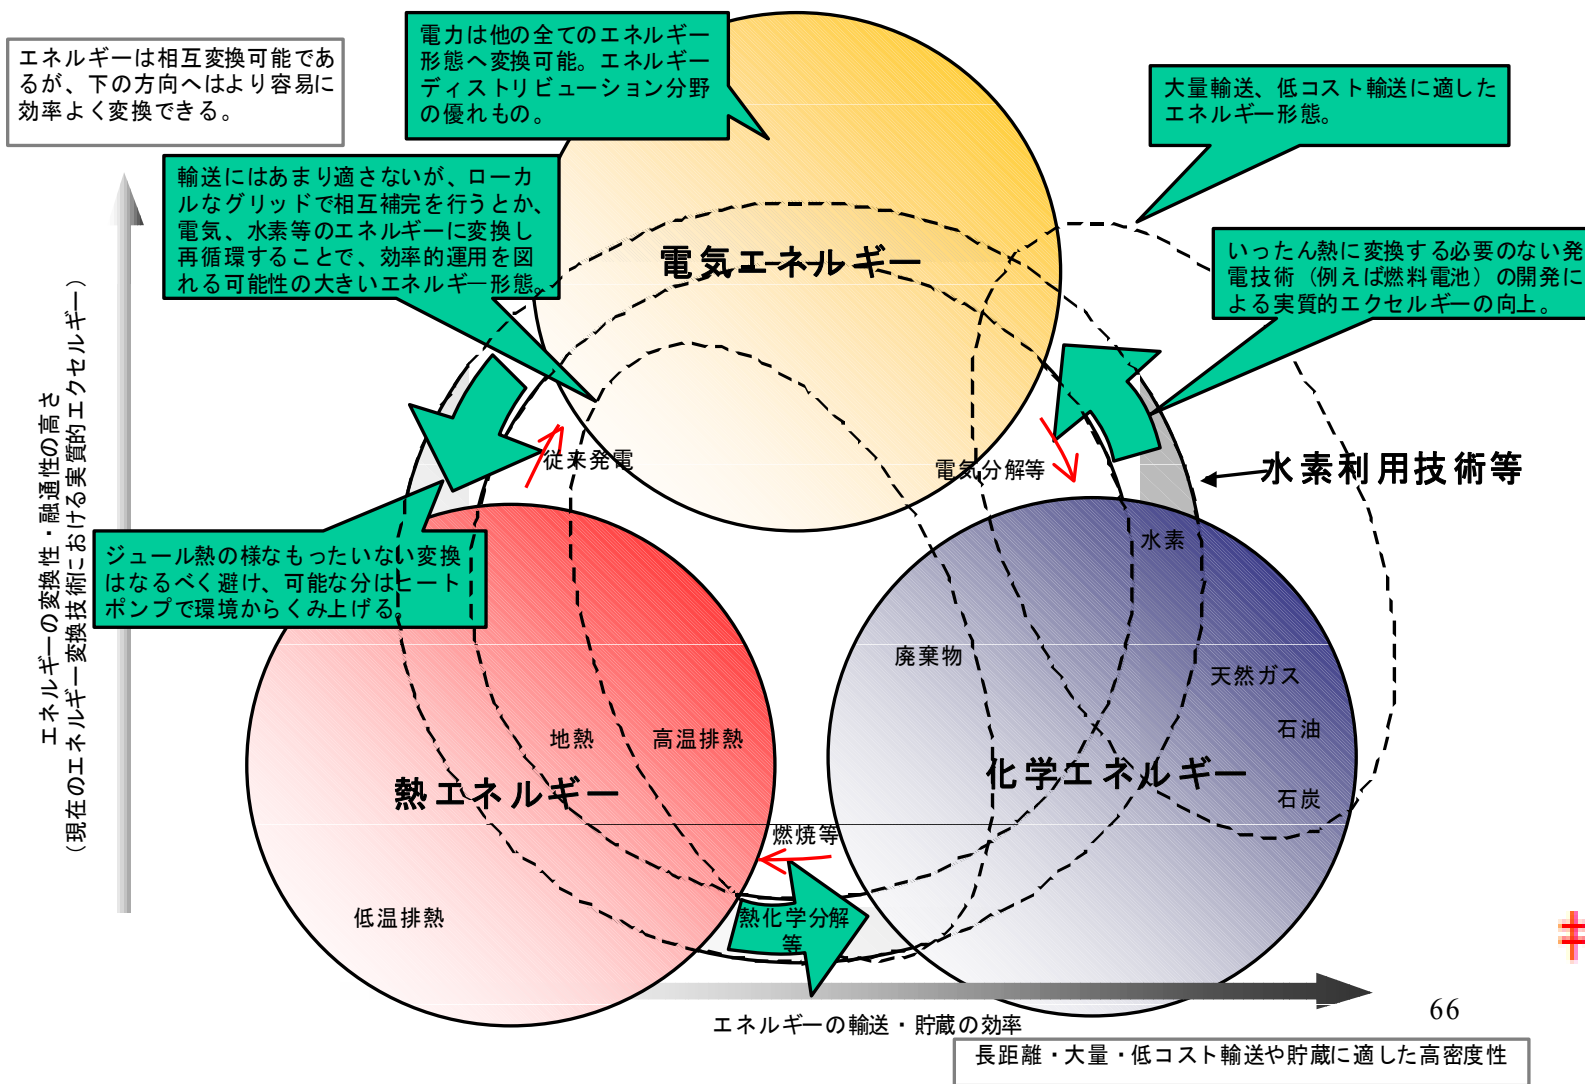 エネルギーは相互変換可能であ
るが、下の方向へはより容易に
効率よく変換できる。
電力は他の全てのエネルギー
形態へ変換可能。エネルギー
ディストリビューション分野
の優れもの。
大量輸送、低コスト輸送に適した
エネルギー形態。
輸送にはあまり適さないが、ローカ
ルなグリッドで相互補完を行うとか、
電気、水素等のエネルギーに変換し
再循環することで、効率的運用を図
れる可能性の大きいエネルギー形態。
電気エネルギー
いったん熱に変換する必要のない発
電技術（例えば燃料電池）の開発に
よる実質的エクセルギーの向上。
エネルギーの変換性・融通性の高さ
（現在のエネルギー変換技術における実質的エクセルギー）
従来発電
電気分解等
水素利用技術等
ジュール熱の様なもったいない変換
はなるべく避け、可能な分はヒート
ポンプで環境からくみ上げる。
水素
廃棄物
天然ガス
地熱
高温排熱
石油
熱エネルギー
化学エネルギー
石炭
燃焼等
低温排熱
熱化学分解
等
66
エネルギーの輸送・貯蔵の効率
長距離・大量・低コスト輸送や貯蔵に適した高密度性